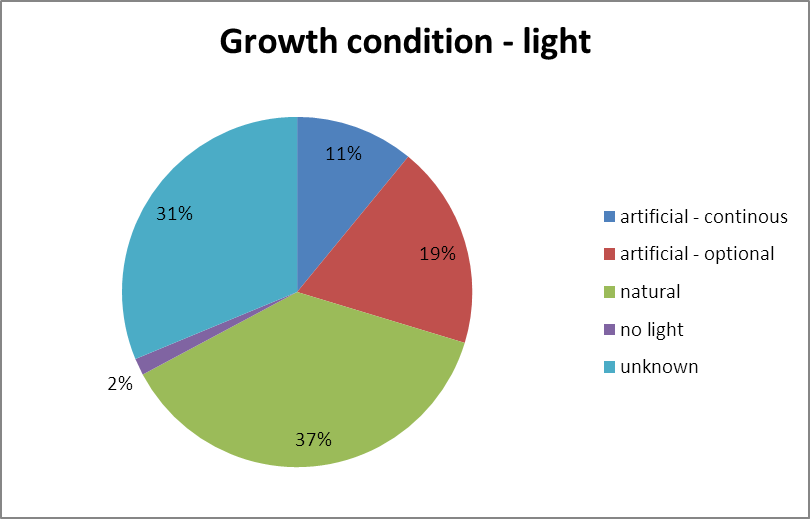 Growth condition - light
11%
19%
37%
2%
31%
artificial - continous
artificial - optional
natural
no light
unknown